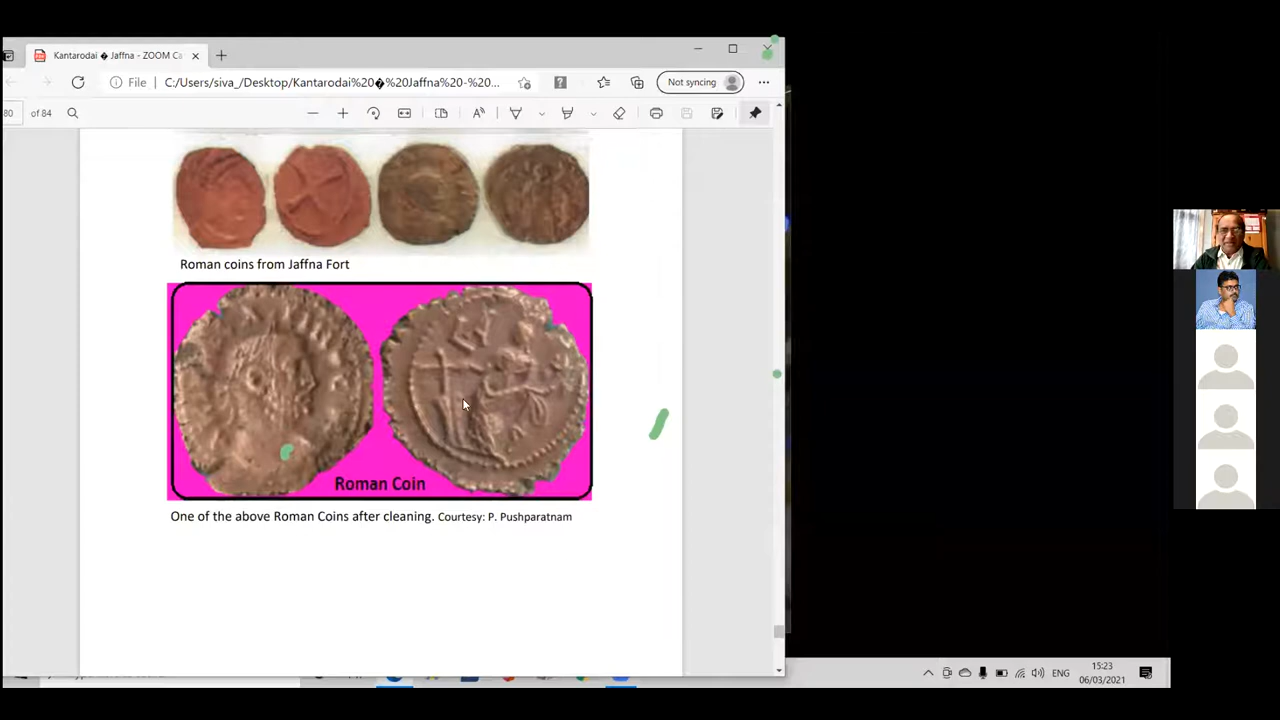 Kantarodai � Jaffna - ZOOM Ca
File C:/Users/siva_/Desktop/Kantarodai%20�%20Jaffna%20-%20... Not syncing
80 of 84
Roman coins from Jaffna Fort
Roman Coin
One of the above Roman Coins after cleaning. Courtesy: P. Pushparatnam
ENG 15:23
06/03/2021